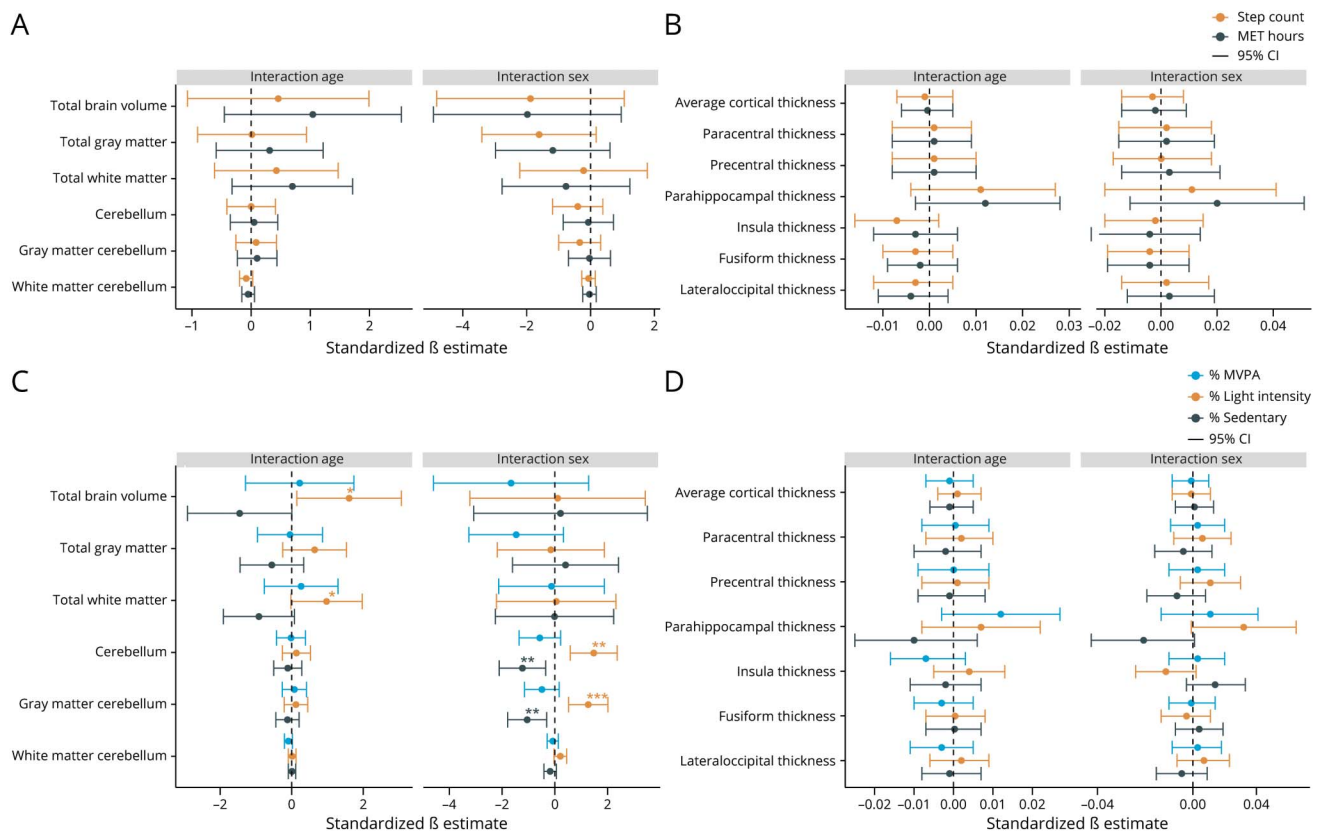 A
B
Step count
MET hours
95% CI
Interaction age
Interaction sex
Total brain volume
Total gray matter
Total white matter
Cerebellum
Gray matter cerebellum
White matter cerebellum
−1 0 1 2
−4 −2 0 2
Standardized ß estimate
Interaction age
Interaction sex
Average cortical thickness
Paracentral thickness
Precentral thickness
Parahippocampal thickness
Insula thickness
Fusiform thickness
Lateraloccipital thickness
−0.01 0.00 0.01 0.02 0.03
−0.02 0.00 0.02 0.04
Standardized ß estimate
C
D
% MVPA
% Light intensity
% Sedentary
95% CI
Interaction age
Interaction sex
Total brain volume
*
Total gray matter
Total white matter
*
Cerebellum
**
**
Gray matter cerebellum
***
**
White matter cerebellum
−2 0 2
−4 −2 0 2
Standardized ß estimate
Interaction age
Interaction sex
Average cortical thickness
Paracentral thickness
Precentral thickness
Parahippocampal thickness
Insula thickness
Fusiform thickness
Lateraloccipital thickness
−0.02 −0.01 0.00 0.01 0.02
−0.04 0.00 0.04
Standardized ß estimate